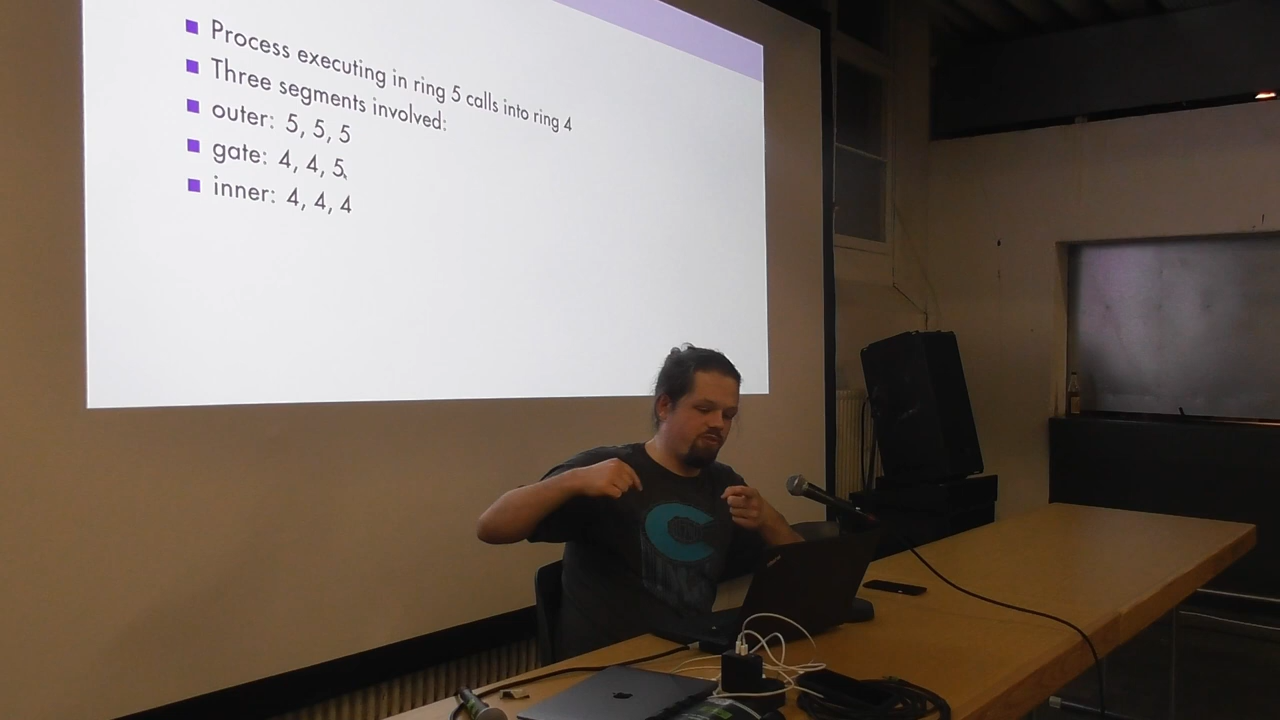 Process executing in ring 5 calls into ring 4
Three segments involved:
outer: 5, 5, 5
gate: 4, 4, 5
inner: 4, 4, 4
C